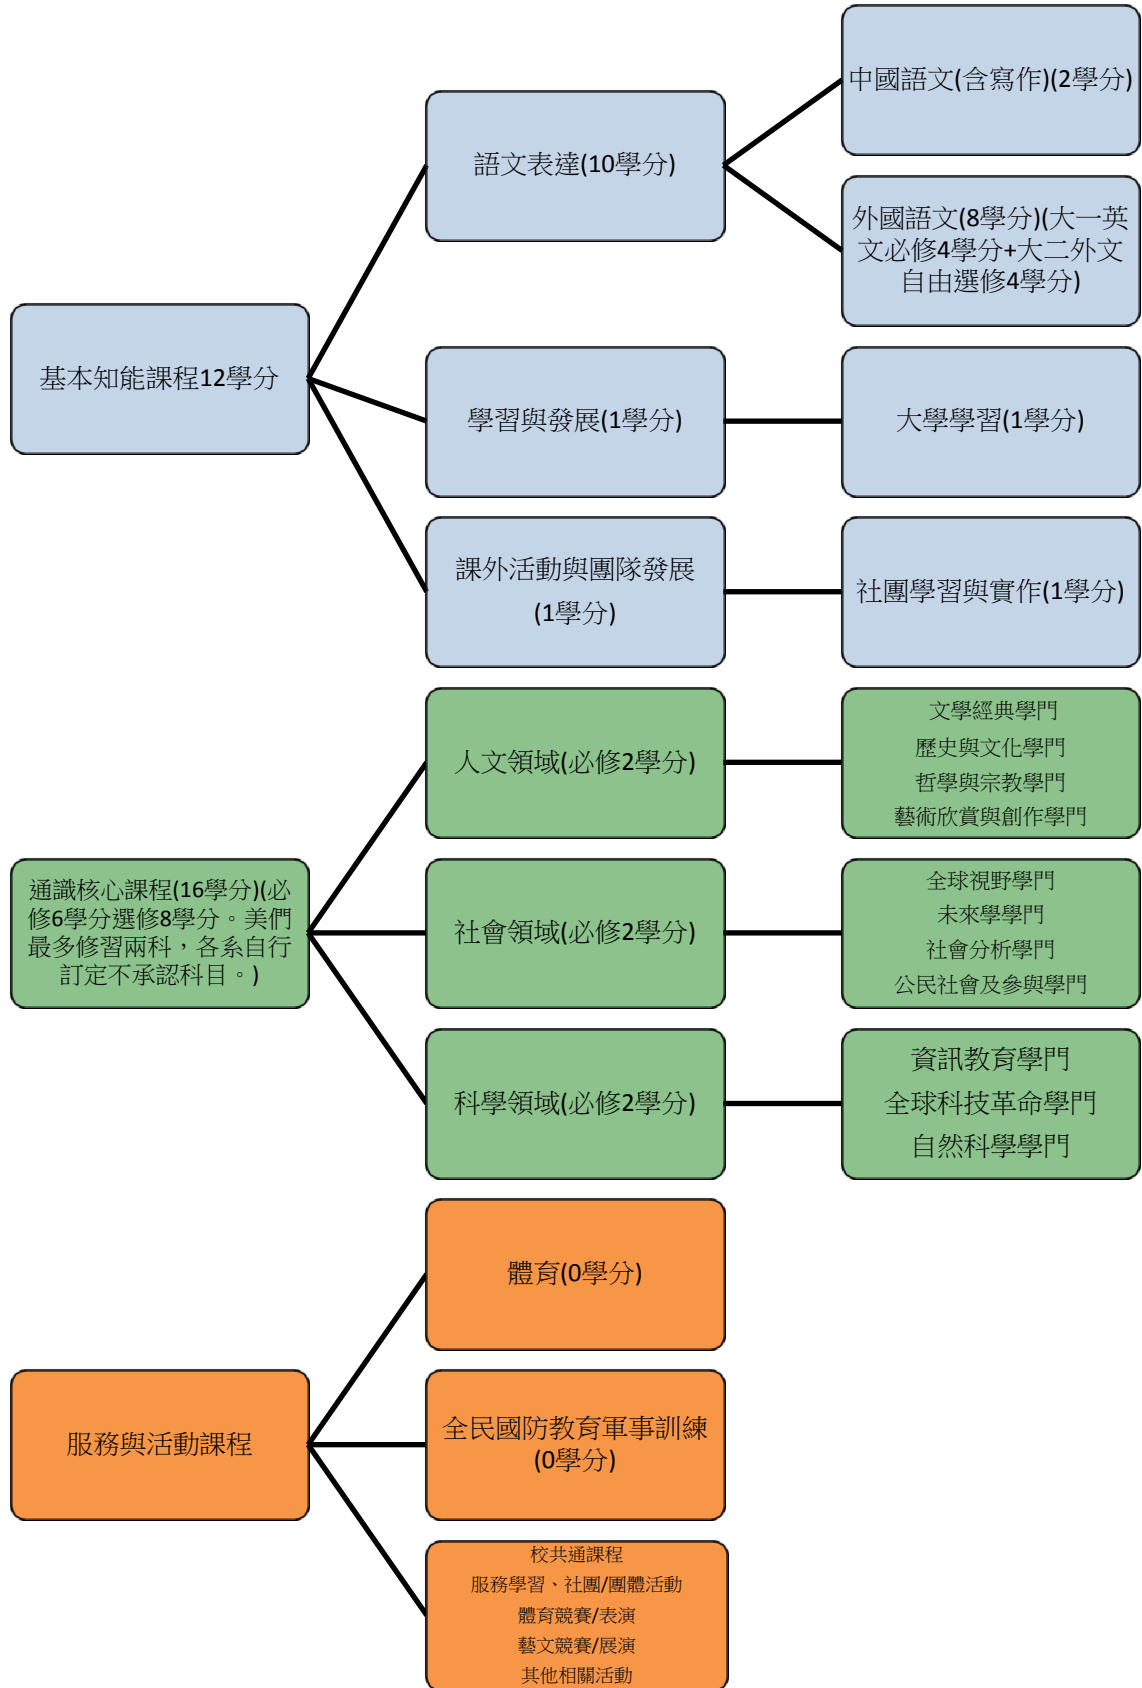 中國語文(含寫作)(2學分)
語文表達(10學分)
外國語文(8學分)(大一英
文必修4學分+大二外文
自由選修4學分)
基本知能課程12學分
學習與發展(1學分)
大學學習(1學分)
課外活動與團隊發展
(1學分)
社團學習與實作(1學分)
人文領域(必修2學分)
文學經典學門
歷史與文化學門
哲學與宗教學門
藝術欣賞與創作學門
通識核心課程(16學分)(必
修6學分選修8學分。美們
最多修習兩科，各系自行
訂定不承認科目。)
社會領域(必修2學分)
全球視野學門
未來學學門
社會分析學門
公民社會及參與學門
科學領域(必修2學分)
資訊教育學門
全球科技革命學門
自然科學學門
體育(0學分)
服務與活動課程
全民國防教育軍事訓練
(0學分)
校共通課程
服務學習、社團/團體活動
體育競賽/表演
藝文競賽/展演
其他相關活動